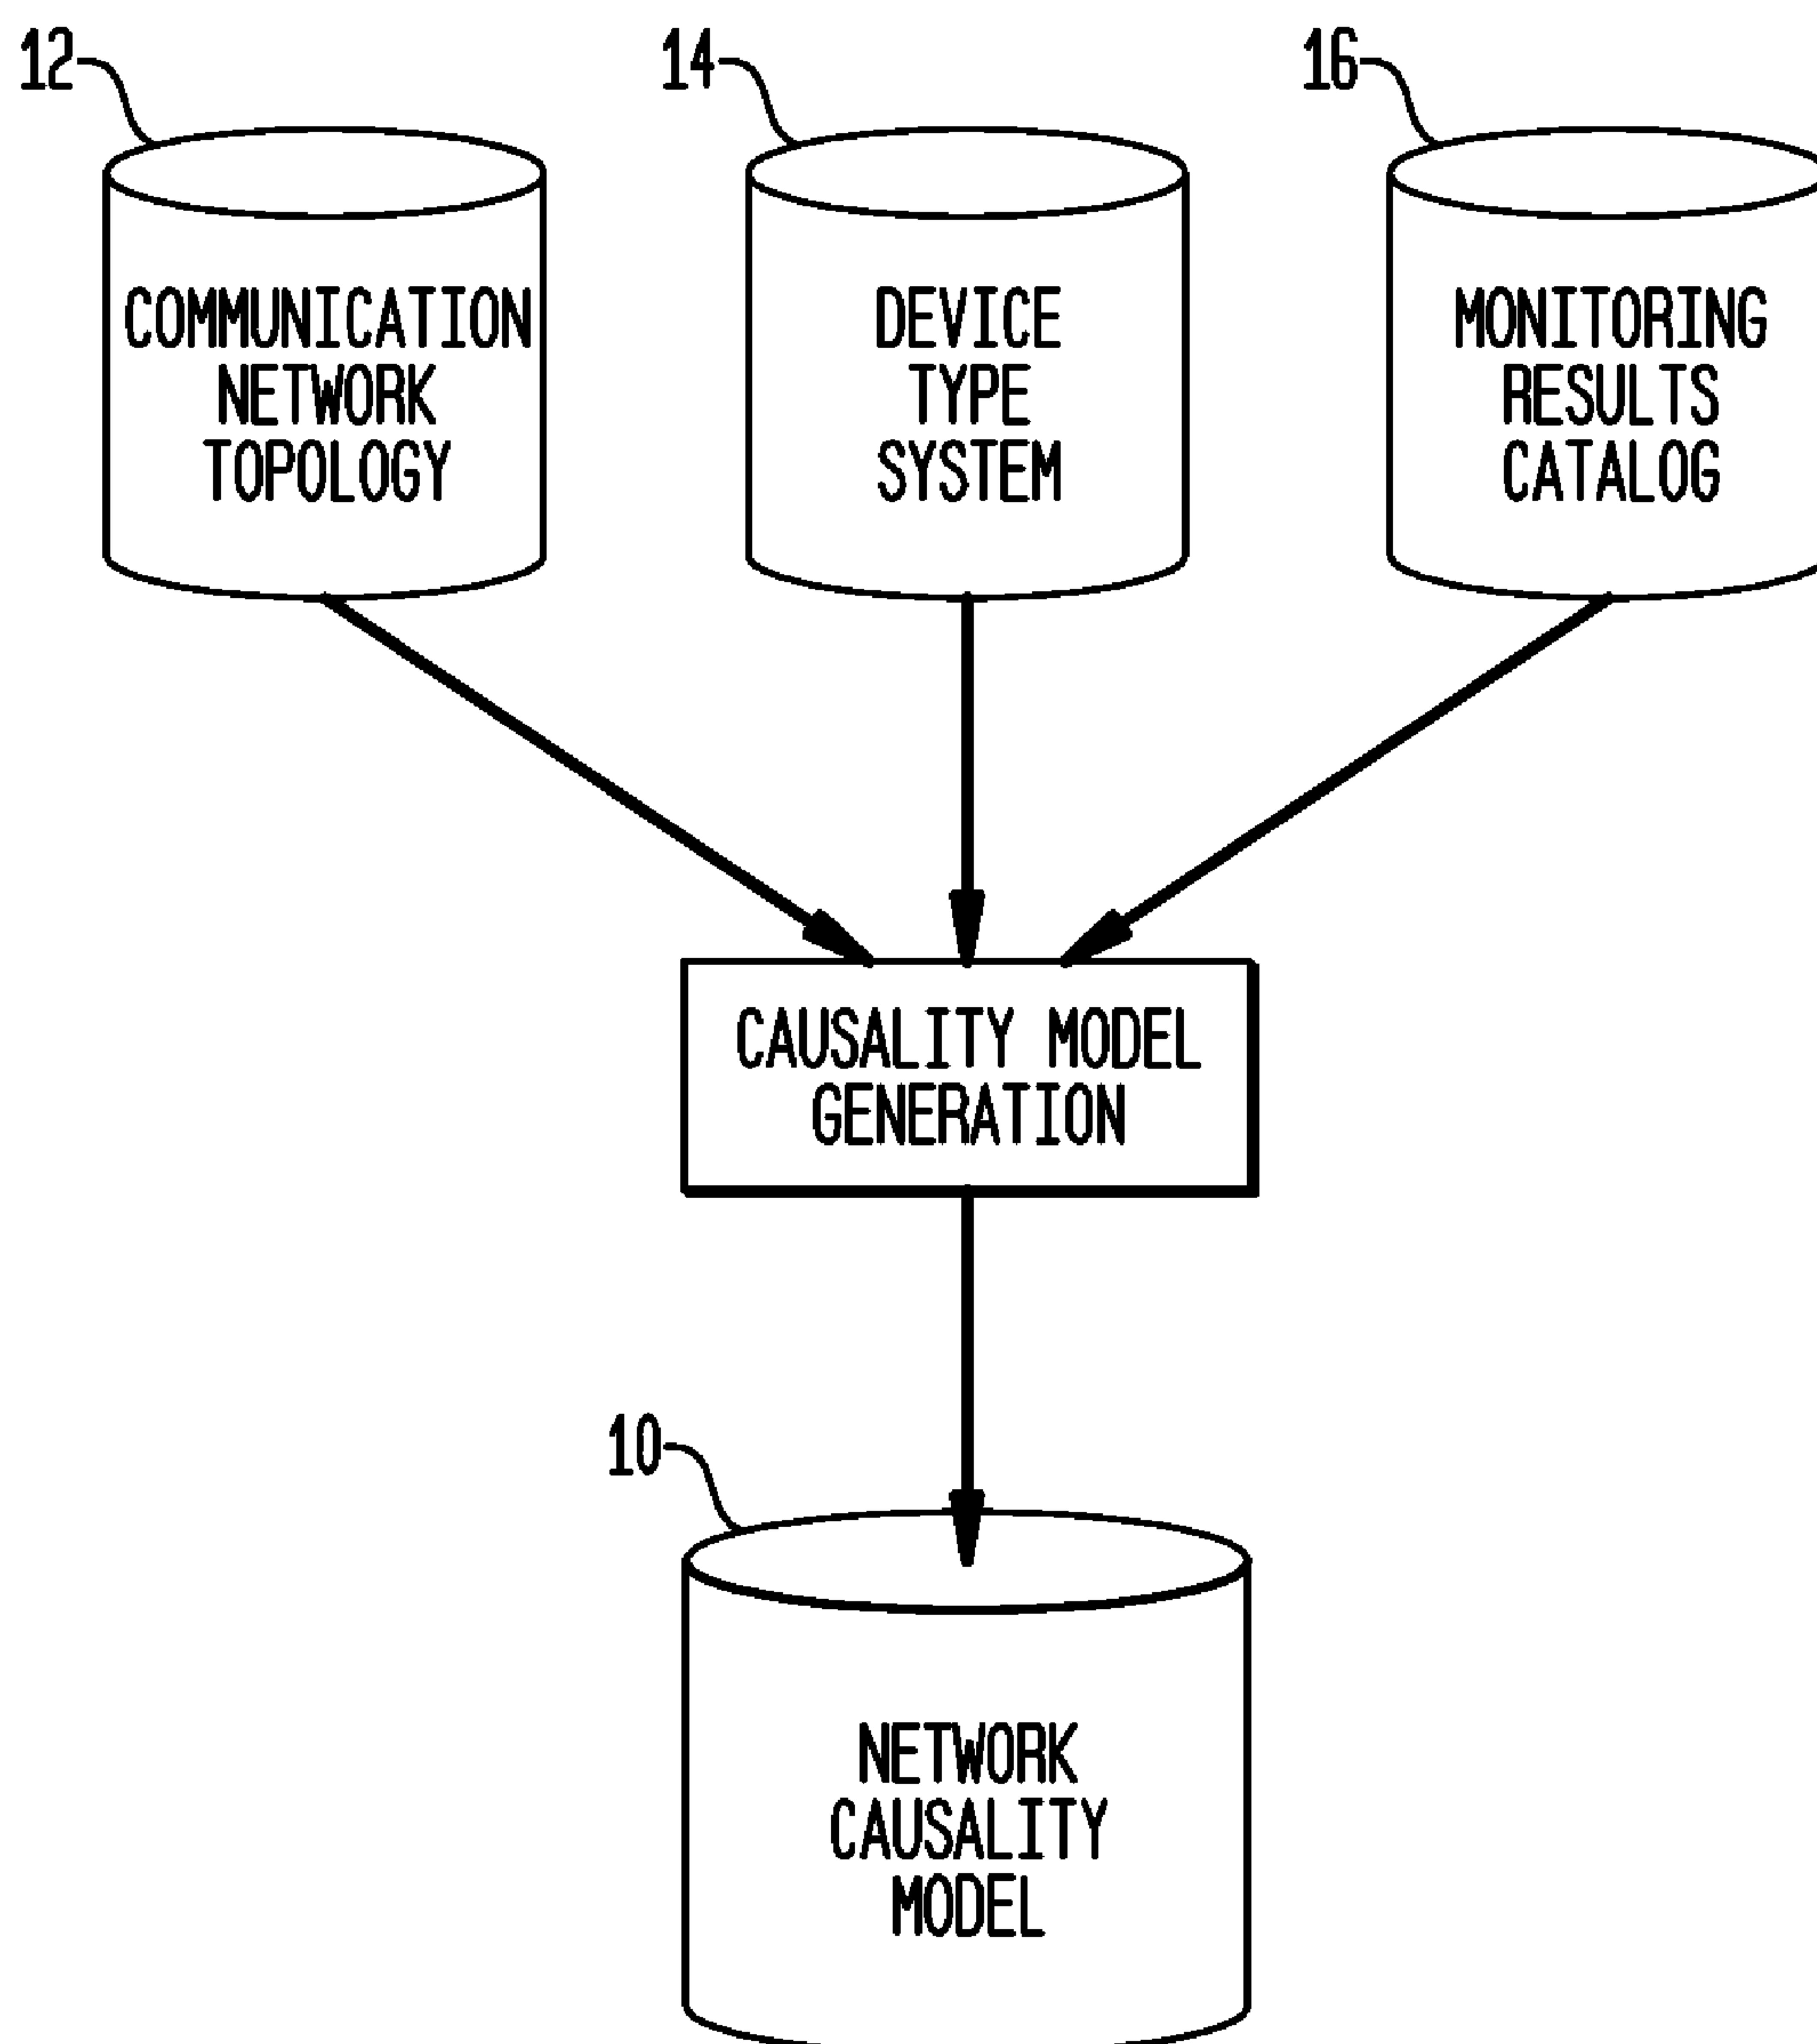 12
14
16
COMMUNICATION
NETWORK
TOPOLOGY
DEVICE
TYPE
SYSTEM
MONITORING
RESULTS
CATALOG
CAUSALITY MODEL
GENERATION
10
NETWORK
CAUSALITY
MODEL